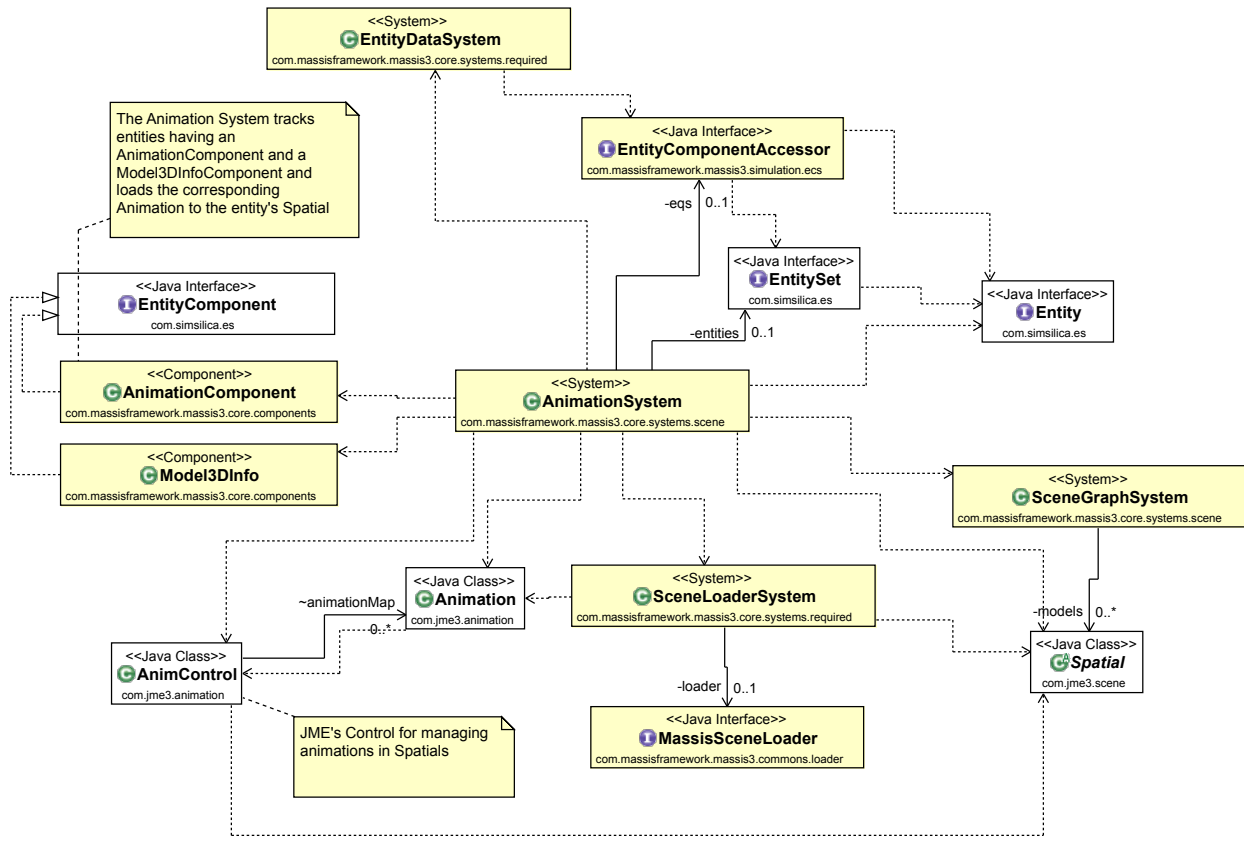 <<System>>
EntityDataSystem
com.massisframework.massis3.core.systems.required
The Animation System tracks
entities having an
AnimationComponent and a
Model3DInfoComponent and
loads the corresponding
Animation to the entity's Spatial
<<Java Interface>>
EntityComponentAccessor
com.massisframework.massis3.simulation.ecs
-eqs
0..1
<<Java Interface>>
EntitySet
com.simsilica.es
<<Java Interface>>
EntityComponent
com.simsilica.es
<<Java Interface>>
Entity
com.simsilica.es
-entities
0..1
<<Component>>
AnimationComponent
com.massisframework.massis3.core.components
<<System>>
AnimationSystem
com.massisframework.massis3.core.systems.scene
<<Component>>
Model3DInfo
com.massisframework.massis3.core.components
<<System>>
SceneGraphSystem
com.massisframework.massis3.core.systems.scene
<<Java Class>>
Animation
com.jme3.animation
~animationMap
0..*
<<System>>
SceneLoaderSystem
com.massisframework.massis3.core.systems.required
-models
0..*
<<Java Class>>
AnimControl
com.jme3.animation
<<Java Class>>
Spatial
com.jme3.scene
-loader
0..1
JME's Control for managing
animations in Spatials
<<Java Interface>>
MassisSceneLoader
com.massisframework.massis3.commons.loader